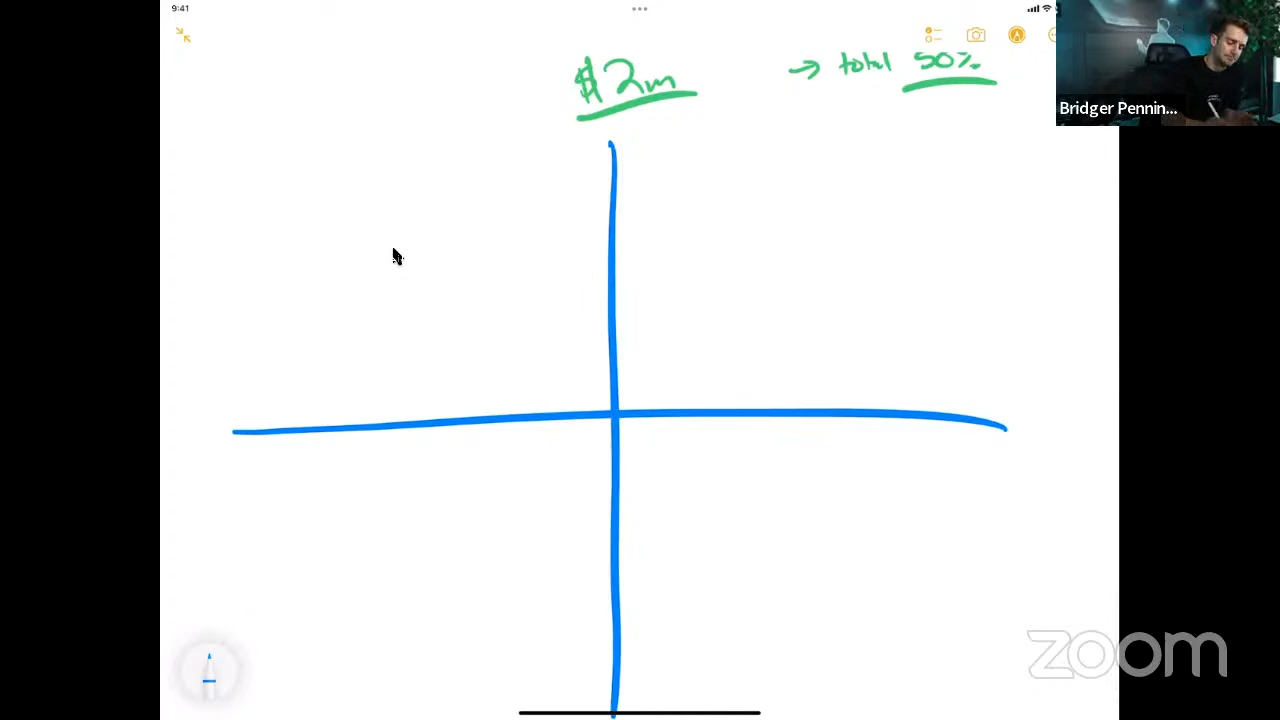 9:41
→ total 50%
$2m
Bridger Pennin...
zoom